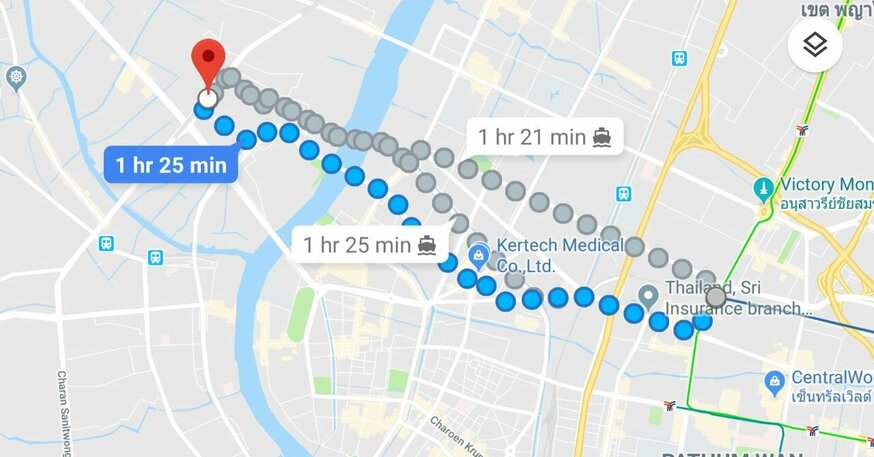 เขต พญาไ
1 hr 21 min
1 hr 25 min
Victory Mon
อนุสาวรีย์ชัยสมร
1 hr 25 min
Kertech Medical
Co.,Ltd.
Thailand, Sri
Insurance branch...
CentralWo
เซ็นทรัลเวิลด์
Charan Sanitwong
Charoen Krung
PATHUM WAN